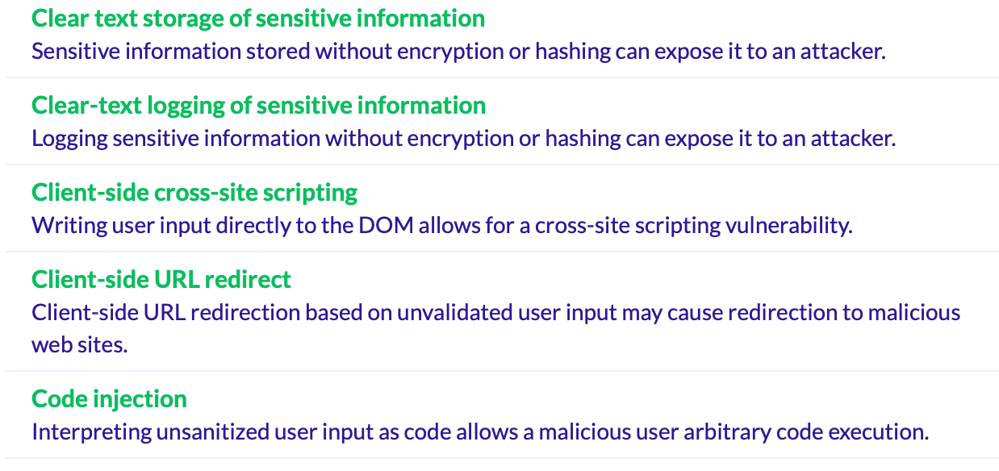 Clear text storage of sensitive information
Sensitive information stored without encryption or hashing can expose it to an attacker.
Clear-text logging of sensitive information
Logging sensitive information without encryption or hashing can expose it to an attacker.
Client-side cross-site scripting
Writing user input directly to the DOM allows for a cross-site scripting vulnerability.
Client-side URL redirect
Client-side URL redirection based on unvalidated user input may cause redirection to malicious
web sites.
Code injection
Interpreting unsanitized user input as code allows a malicious user arbitrary code execution.